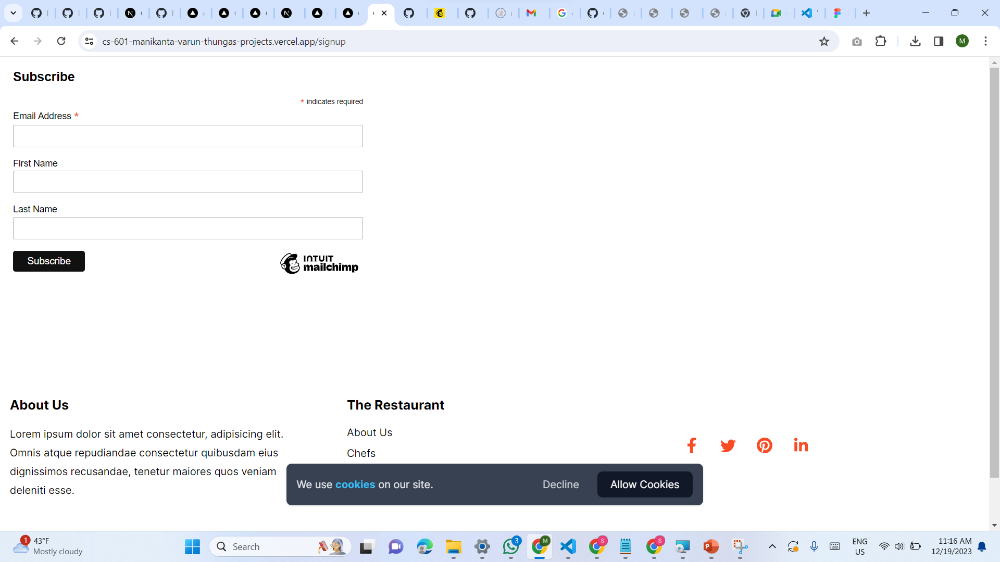 cs-601-manikanta-varun-thungas-projects.vercel.app/signup
M
Subscribe
* indicates required
Email Address *
First Name
Last Name
Subscribe
INTUIT
mailchimp
About Us
Lorem ipsum dolor sit amet consectetur, adipisicing elit.
Omnis atque repudiandae consectetur quibusdam eius
dignissimos recusandae, tenetur maiores quos veniam
deleniti esse.
The Restaurant
About Us
Chefs
We use cookies on our site.
Decline
Allow Cookies
1
43°F
Mostly cloudy
Search
3
M
S
S
P
ENG
US
11:16 AM
12/19/2023